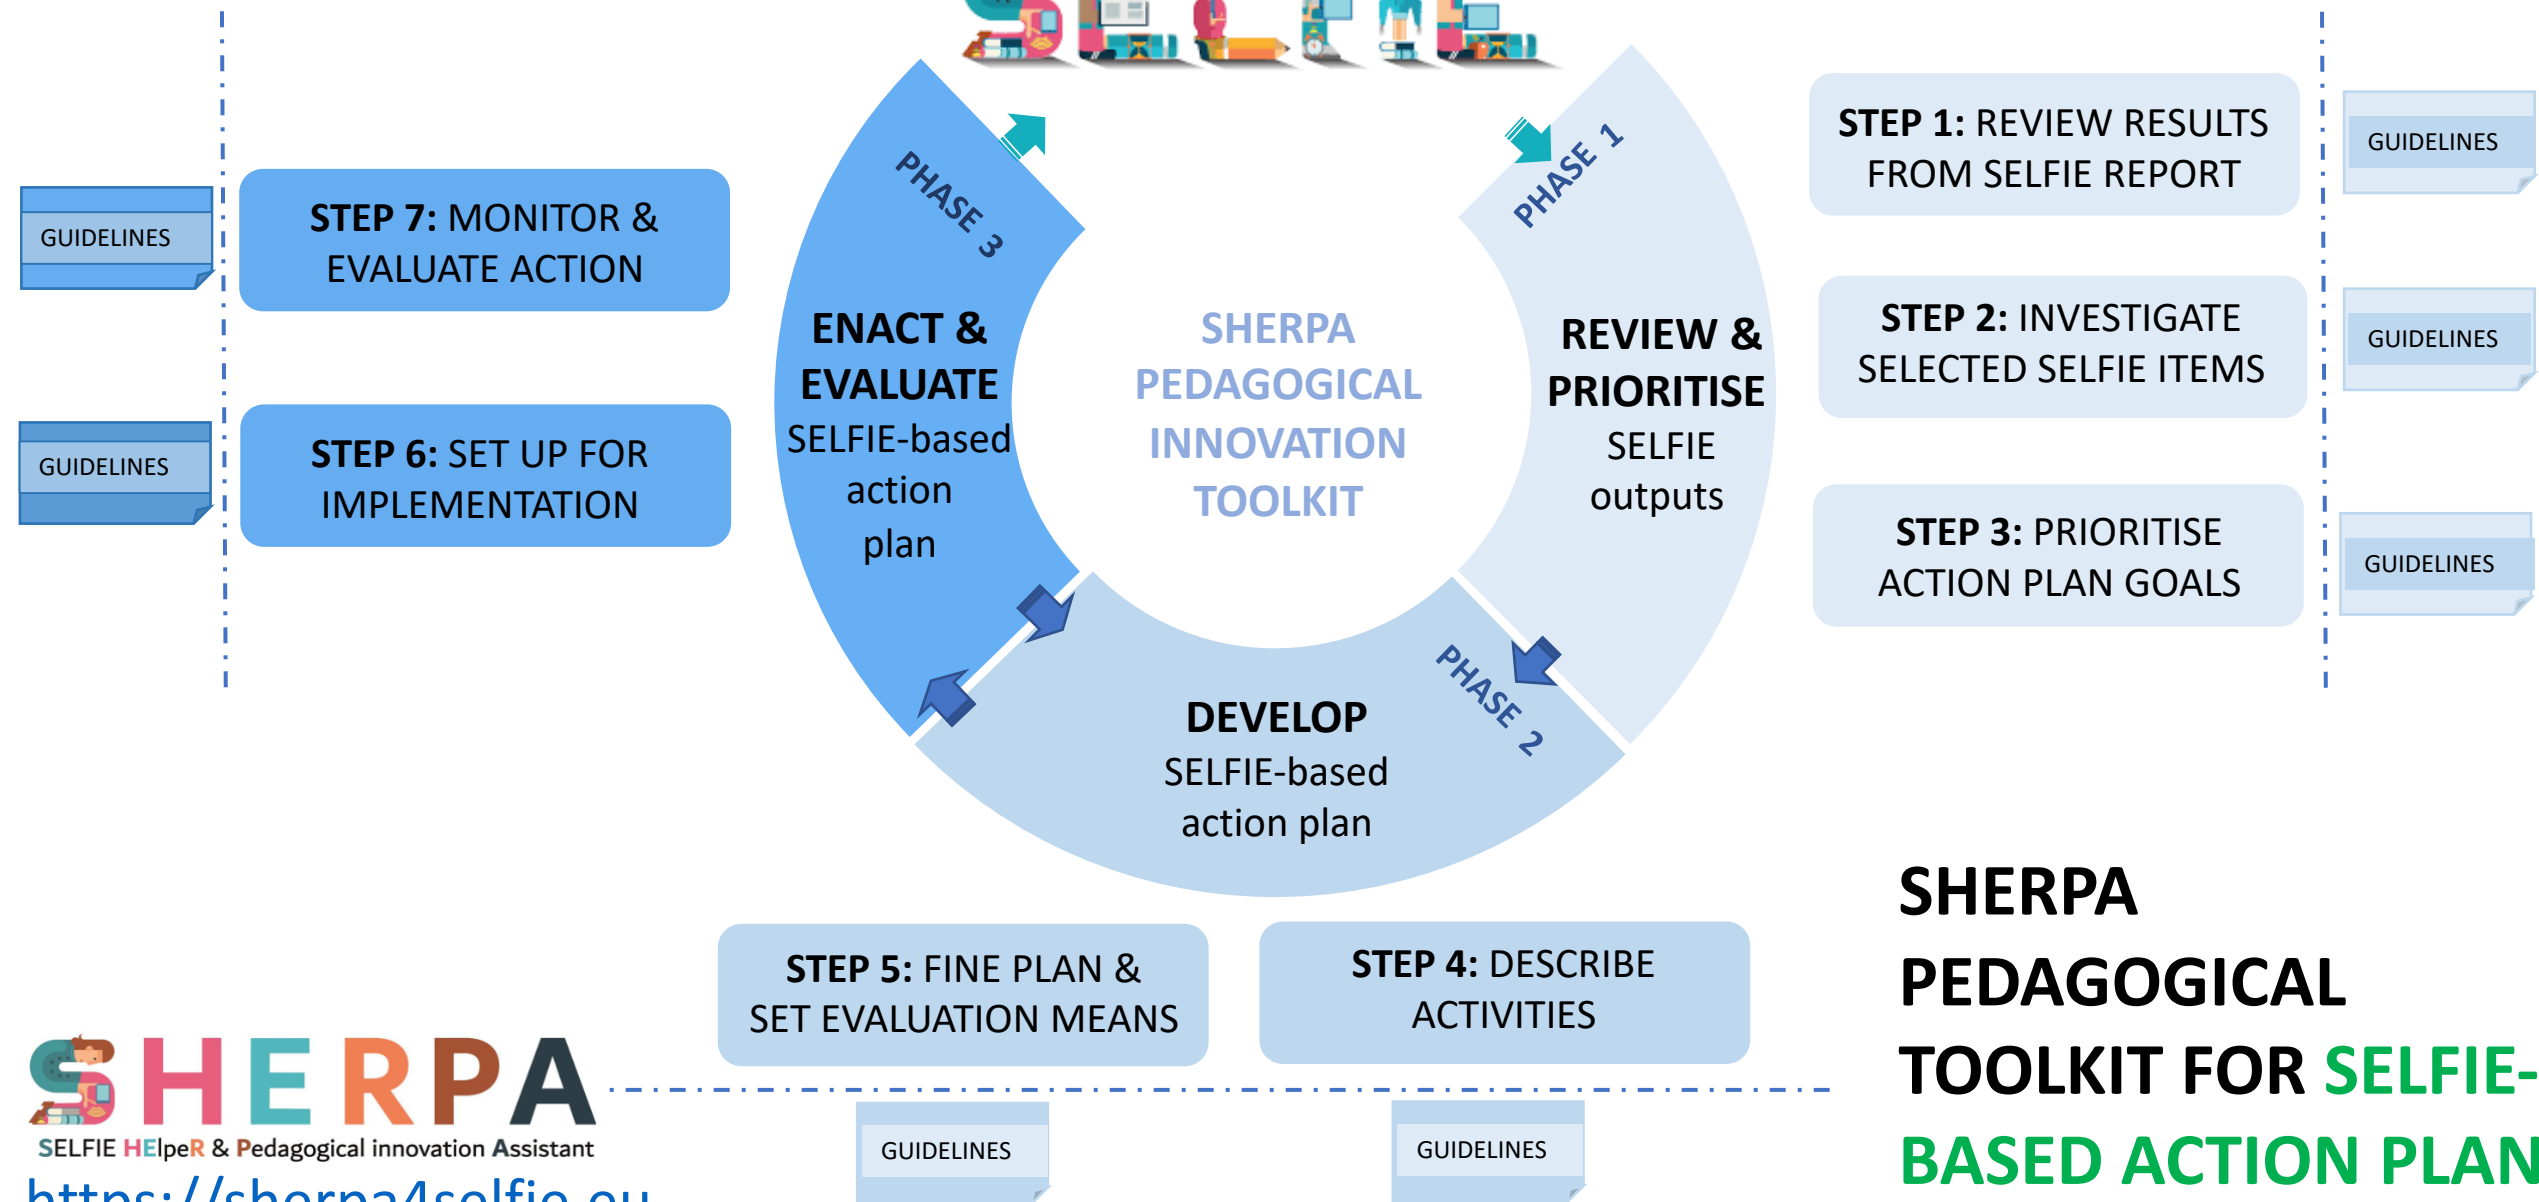 SELFIE
PHASE 1
STEP 1: REVIEW RESULTS
FROM SELFIE REPORT
GUIDELINES
STEP 2: INVESTIGATE
SELECTED SELFIE ITEMS
GUIDELINES
STEP 3: PRIORITISE
ACTION PLAN GOALS
GUIDELINES
REVIEW &
PRIORITISE
SELFIE
outputs
SHERPA
PEDAGOGICAL
INNOVATION
TOOLKIT
PHASE 2
DEVELOP
SELFIE-based
action plan
STEP 4: DESCRIBE
ACTIVITIES
GUIDELINES
STEP 5: FINE PLAN &
SET EVALUATION MEANS
GUIDELINES
PHASE 3
ENACT &
EVALUATE
SELFIE-based
action
plan
STEP 6: SET UP FOR
IMPLEMENTATION
GUIDELINES
STEP 7: MONITOR &
EVALUATE ACTION
GUIDELINES
SHERPA
SELFIE HElpeR & Pedagogical innovation Assistant
https://sherpa4selfie.eu
SHERPA
PEDAGOGICAL
TOOLKIT FOR SELFIE-
BASED ACTION PLAN